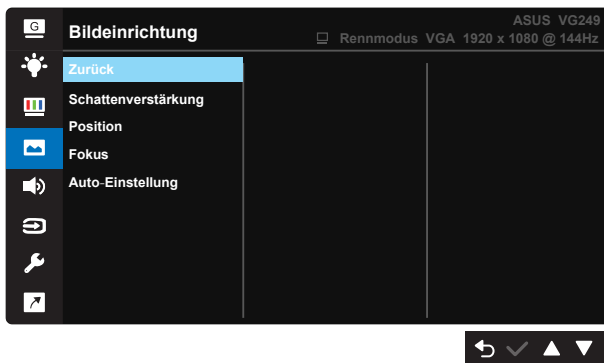 G
Bildeinrichtung
ASUS VG249
Rennmodus VGA 1920 x 1080 @ 144Hz
Zurück
Schattenverstärkung
Position
Fokus
Auto-Einstellung